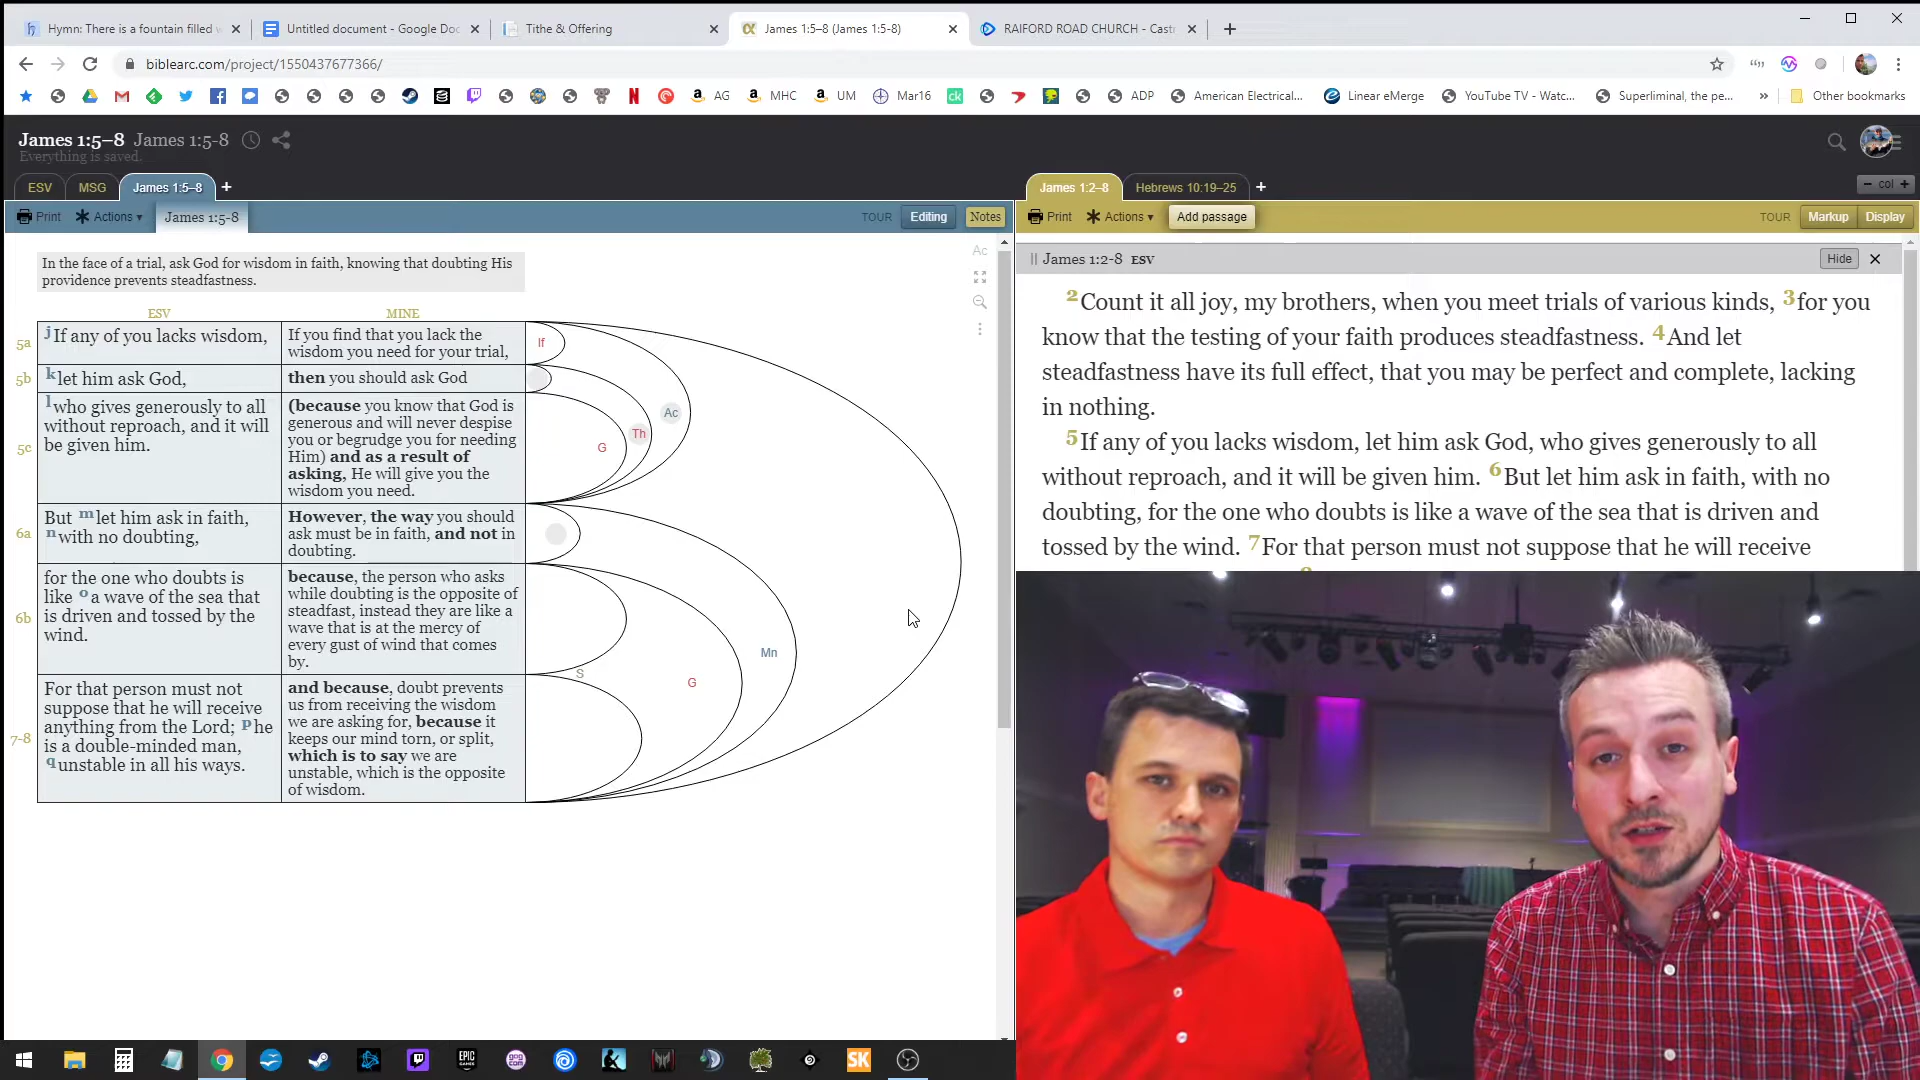 Hymn: There is a fountain filled
Untitled document - Google Doc
Tithe & Offering
James 1:5–8 (James 1:5-8)
RAIFORD ROAD CHURCH - Cast
biblearc.com/project/1550437677366/
AG
MHC
UM
Mar16
ck
ADP
American Electrical...
Linear eMerge
YouTube TV - Watc...
Superliminal, the pe...
»
Other bookmarks
James 1:5–8 James 1:5-8
Everything is saved.
ESV
MSG
James 1:5–8
+
Print
Actions
James 1:5-8
TOUR
Editing
Notes
In the face of a trial, ask God for wisdom in faith, knowing that doubting His
providence prevents steadfastness.
ESV
MINE
5a
j If any of you lacks wisdom,
If you find that you lack the
wisdom you need for your trial,
5b
k let him ask God,
then you should ask God
5c
l who gives generously to all
without reproach, and it will
be given him.
(because you know that God is
generous and will never despise
you or begrudge you for needing
Him) and as a result of
asking, He will give you the
wisdom you need.
6a
But m let him ask in faith,
n with no doubting,
However, the way you should
ask must be in faith, and not in
doubting.
6b
for the one who doubts is
like o a wave of the sea that
is driven and tossed by the
wind.
because, the person who asks
while doubting is the opposite of
steadfast, instead they are like a
wave that is at the mercy of
every gust of wind that comes
by.
7-8
For that person must not
suppose that he will receive
anything from the Lord; p he
is a double-minded man,
q unstable in all his ways.
and because, doubt prevents
us from receiving the wisdom
we are asking for, because it
keeps our mind torn, or split,
which is to say we are
unstable, which is the opposite
of wisdom.
If
Ac
Th
G
Mn
S
G
Ac
James 1:2–8
Hebrews 10:19–25
+
− col +
Print
Actions
Add passage
TOUR
Markup
Display
James 1:2-8 ESV
Hide
2 Count it all joy, my brothers, when you meet trials of various kinds, 3 for you
know that the testing of your faith produces steadfastness. 4 And let
steadfastness have its full effect, that you may be perfect and complete, lacking
in nothing.
5 If any of you lacks wisdom, let him ask God, who gives generously to all
without reproach, and it will be given him. 6 But let him ask in faith, with no
doubting, for the one who doubts is like a wave of the sea that is driven and
tossed by the wind. 7 For that person must not suppose that he will receive
EPIC
GAMES
GOG
COM
SK